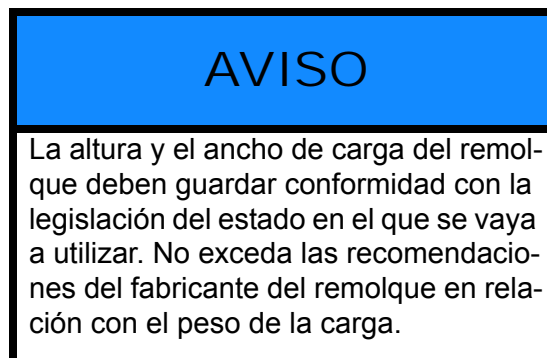 AVISO
La altura y el ancho de carga del remol-
que deben guardar conformidad con la
legislación del estado en el que se vaya
a utilizar. No exceda las recomendacio-
nes del fabricante del remolque en rela-
ción con el peso de la carga.